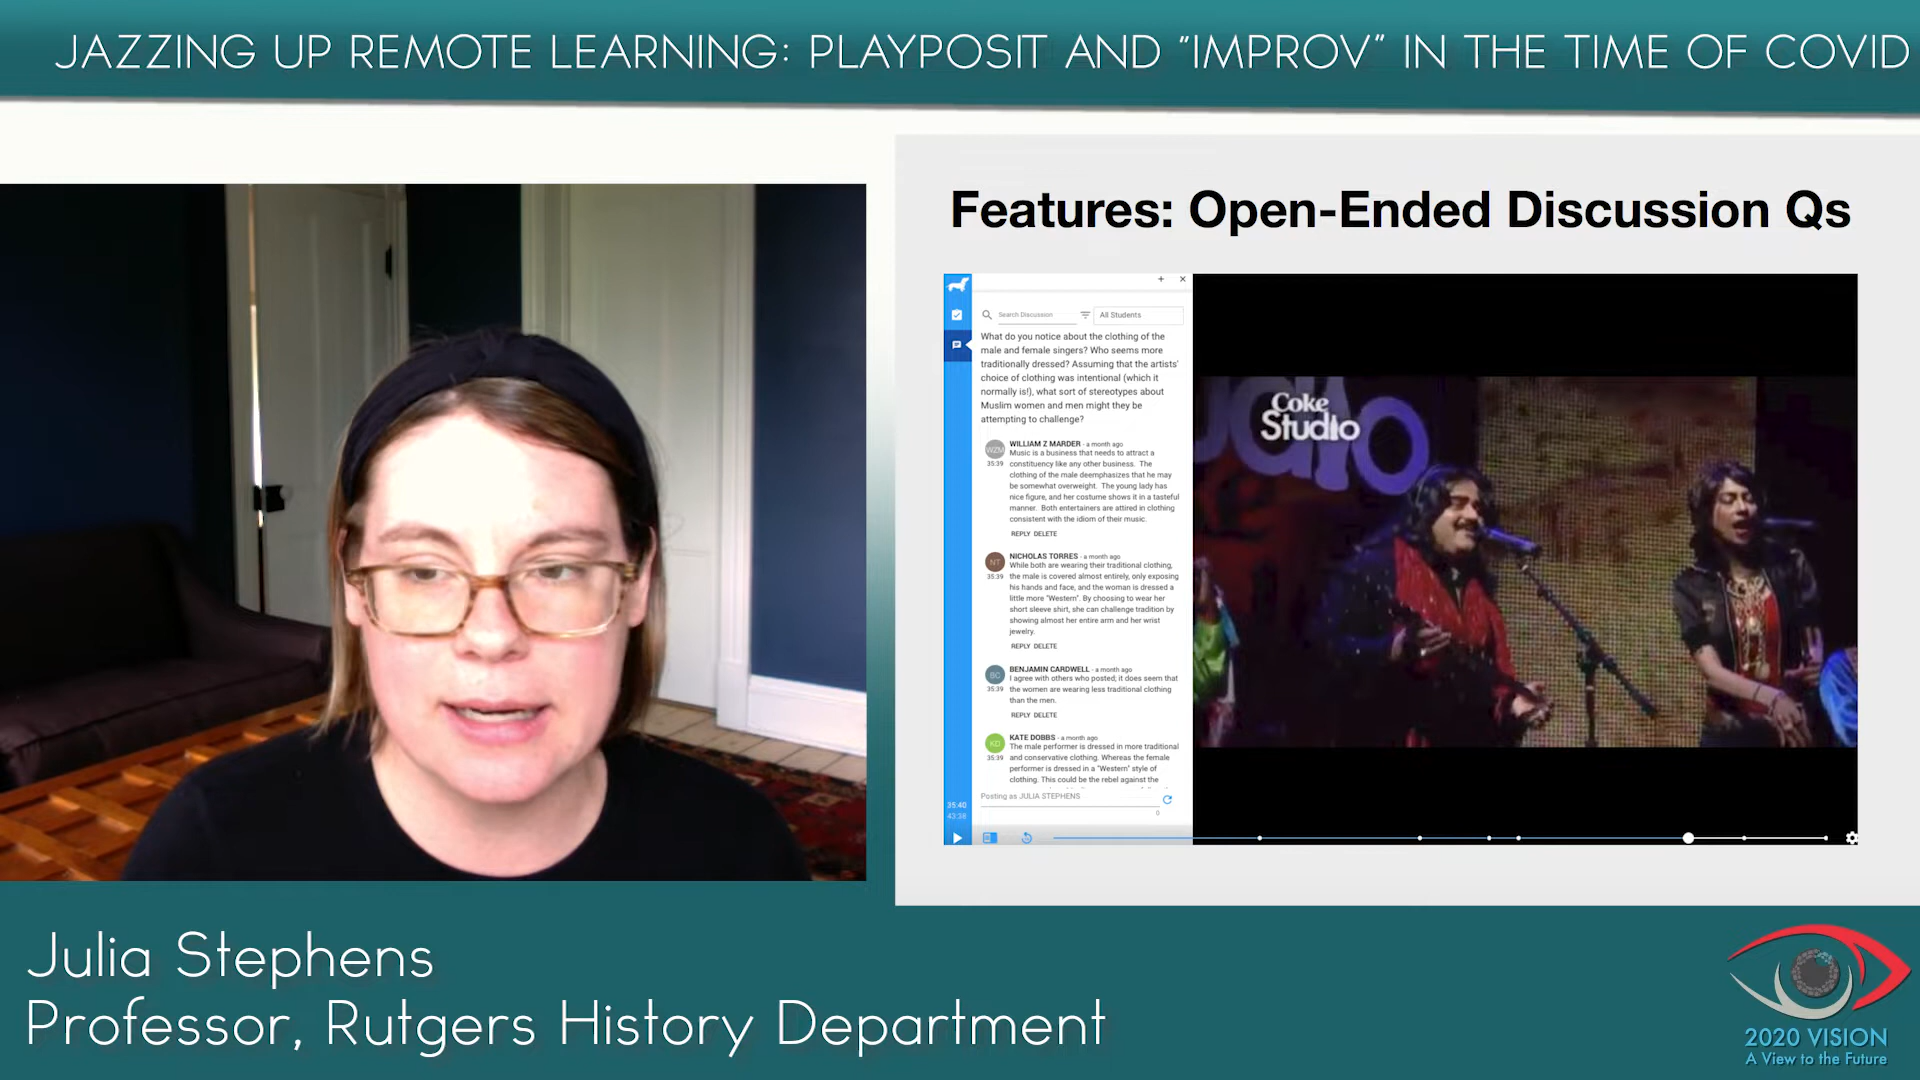 JAZZING UP REMOTE LEARNING: PLAYPOSIT AND "IMPROV" IN THE TIME OF COVID
Features: Open-Ended Discussion Qs
Search Discussion
All Students
What do you notice about the clothing of the
male and female singers? Who seems more
traditionally dressed? Assuming that the artists'
choice of clothing was intentional (which it
normally is!), what sort of stereotypes about
Muslim women and men might they be
attempting to challenge?
WZM
35:39
WILLIAM Z MARDER - a month ago
Music is a business that needs to attract a
constituency like any other business. The
clothing of the male deemphasizes that he may
be somewhat overweight. The young lady has
nice figure, and her costume shows it in a tasteful
manner. Both entertainers are attired in clothing
consistent with the idiom of their music.
REPLY DELETE
NT
35:39
NICHOLAS TORRES - a month ago
While both are wearing their traditional clothing,
the male is covered almost entirely, only exposing
his hands and face, and the woman is dressed a
little more "Western". By choosing to wear her
short sleeve shirt, she can challenge tradition by
showing almost her entire arm and her wrist
jewelry.
REPLY DELETE
BC
35:39
BENJAMIN CARDWELL - a month ago
I agree with others who posted; it does seem that
the women are wearing less traditional clothing
than the men.
REPLY DELETE
KD
35:39
KATE DOBBS - a month ago
The male performer is dressed in more traditional
and conservative clothing. Whereas the female
performer is dressed in a "Western" style of
clothing. This could be the rebel against the
Posting as JULIA STEPHENS
0
35:40
43:38
Coke
Studio
Julia Stephens
Professor, Rutgers History Department
2020 VISION
A View to the Future